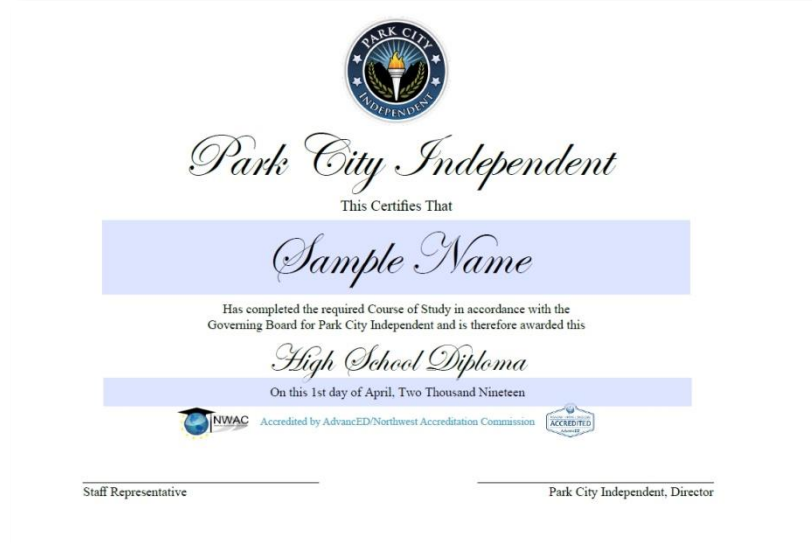 PARK CITY
INDEPENDENT
Park City Independent
This Certifies That
Sample Name
Has completed the required Course of Study in accordance with the
Governing Board for Park City Independent and is therefore awarded this
High School Diploma
On this 1st day of April, Two Thousand Nineteen
NWAC
Accredited by AdvancED/Northwest Accreditation Commission
ACCREDITED
Staff Representative
Park City Independent, Director